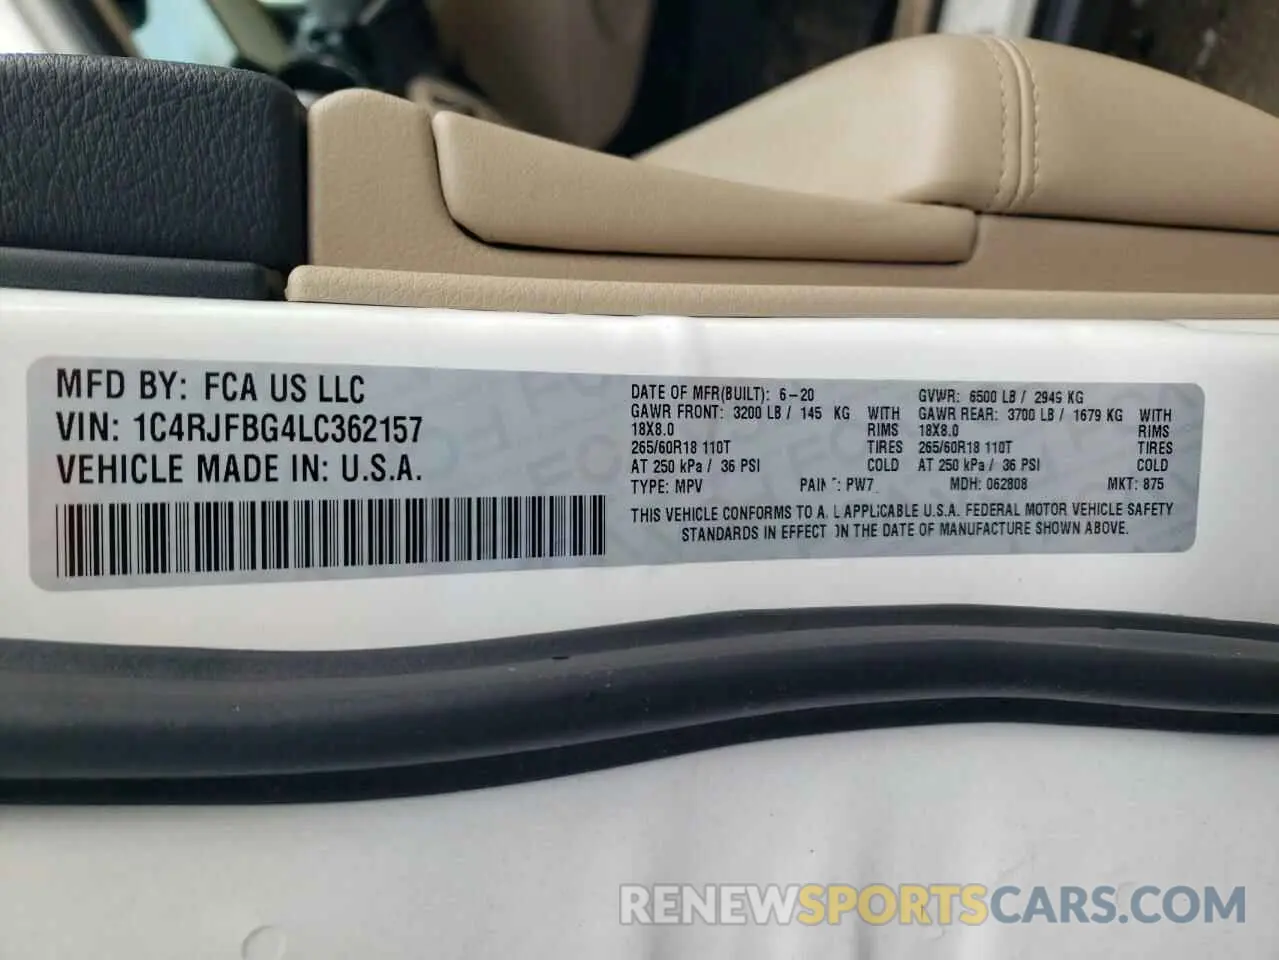 MFD BY: FCA US LLC
VIN: 1C4RJFBG4LC362157
VEHICLE MADE IN: U.S.A.
DATE OF MFR(BUILT): 6-20 GVWR: 6500 LB / 2949 KG
GAWR FRONT: 3200 LB / 145 KG WITH GAWR REAR: 3700 LB / 1679 KG WITH
18X8.0 RIMS 18X8.0 RIMS
265/60R18 110T TIRES 265/60R18 110T TIRES
AT 250 kPa / 36 PSI COLD AT 250 kPa / 36 PSI COLD
TYPE: MPV PAINT: PW7 MDH: 062808 MKT: 875
THIS VEHICLE CONFORMS TO ALL APPLICABLE U.S.A. FEDERAL MOTOR VEHICLE SAFETY
STANDARDS IN EFFECT ON THE DATE OF MANUFACTURE SHOWN ABOVE.
RENEWSPORTSCARS.COM